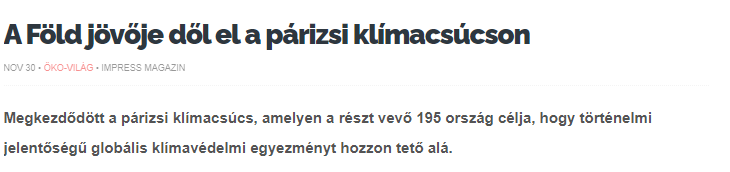 A Föld jövője dől el a párizsi klímacsúcson
NOV 30 • ÖKO-VILÁG • IMPRESS MAGAZIN
Megkezdődött a párizsi klímacsúcs, amelyen a részt vevő 195 ország célja, hogy történelmi
jelentőségű globális klímavédelmi egyezményt hozzon tető alá.